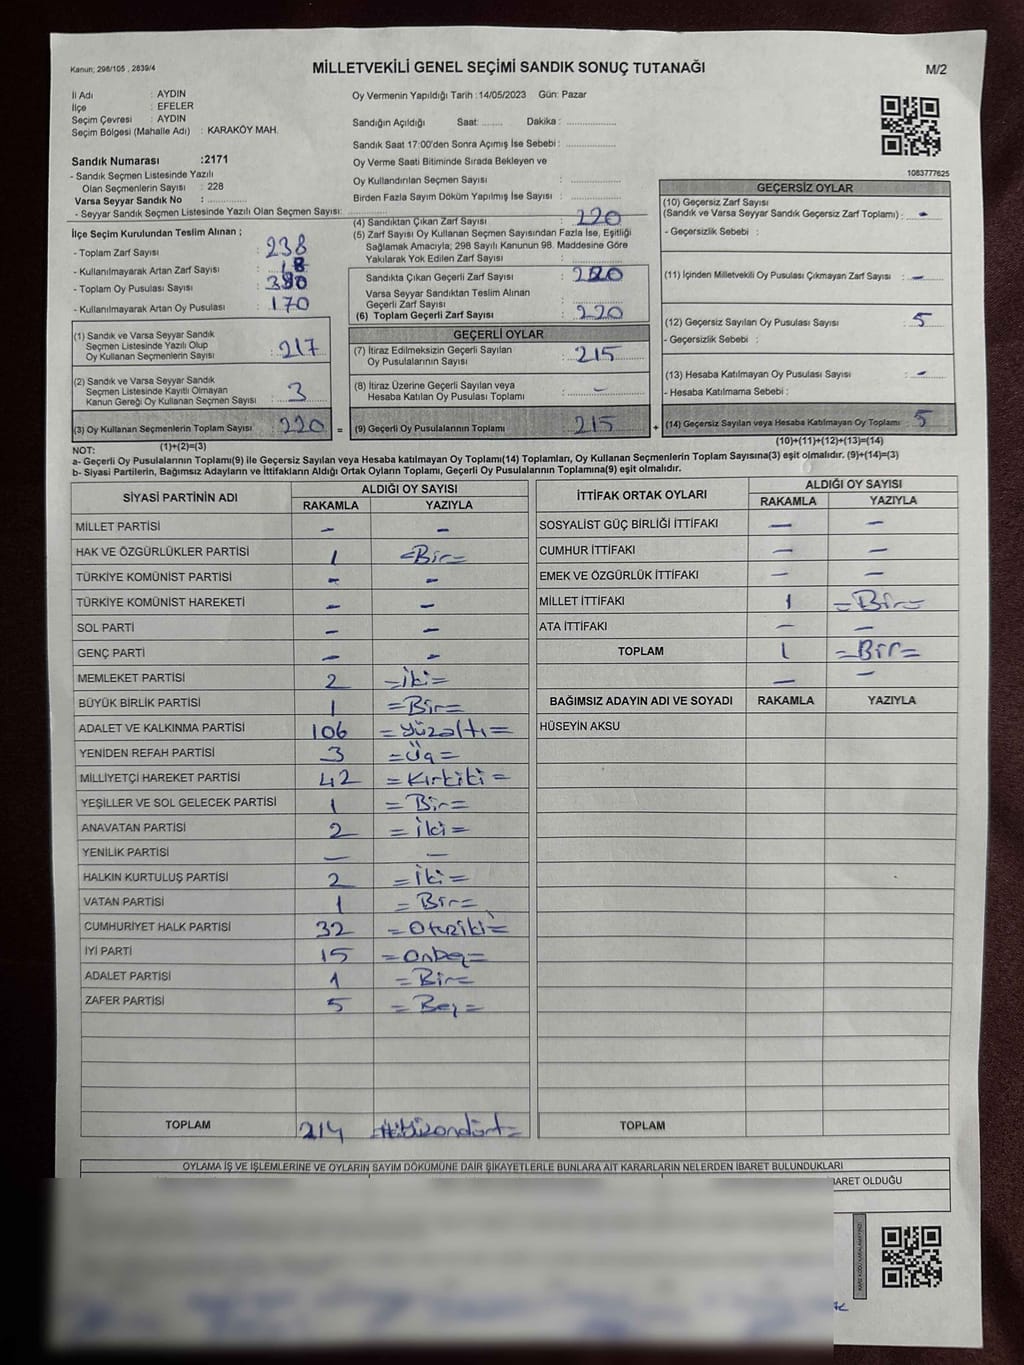 Kanun; 298/105 , 2839/4
MİLLETVEKİLİ GENEL SEÇİMİ SANDIK SONUÇ TUTANAĞI
M/2
İl Adı : AYDIN
İlçe : EFELER
Seçim Çevresi : AYDIN
Seçim Bölgesi (Mahalle Adı) : KARAKÖY MAH.
Sandık Numarası :2171
- Sandık Seçmen Listesinde Yazılı
Olan Seçmenlerin Sayısı : 228
Varsa Seyyar Sandık No :
- Seyyar Sandık Seçmen Listesinde Yazılı Olan Seçmen Sayısı:
Oy Vermenin Yapıldığı Tarih :14/05/2023 Gün: Pazar
Sandığın Açıldığı Saat: Dakika :
Sandık Saat 17:00'den Sonra Açımış İse Sebebi :
Oy Verme Saati Bitiminde Sırada Bekleyen ve
Oy Kullandırılan Seçmen Sayısı :
Birden Fazla Sayım Döküm Yapılmış İse Sayısı :
1083777625
İlçe Seçim Kurulundan Teslim Alınan ;
- Toplam Zarf Sayısı : 238
- Kullanılmayarak Artan Zarf Sayısı : 18
- Toplam Oy Pusulası Sayısı :
- Kullanılmayarak Artan Oy Pusulası : 170
(1) Sandık ve Varsa Seyyar Sandık
Seçmen Listesinde Yazılı Olup
Oy Kullanan Seçmenlerin Sayısı : 217
(2) Sandık ve Varsa Seyyar Sandık
Seçmen Listesinde Kayıtlı Olmayan
Kanun Gereği Oy Kullanan Seçmen Sayısı : 3
(3) Oy Kullanan Seçmenlerin Toplam Sayısı : 220 =
(1)+(2)=(3)
(4) Sandıktan Çıkan Zarf Sayısı : 220
(5) Zarf Sayısı Oy Kullanan Seçmen Sayısından Fazla İse, Eşitliği
Sağlamak Amacıyla; 298 Sayılı Kanunun 98. Maddesine Göre
Yakılarak Yok Edilen Zarf Sayısı :
Sandıkta Çıkan Geçerli Zarf Sayısı : 220
Varsa Seyyar Sandıktan Teslim Alınan
Geçerli Zarf Sayısı :
(6) Toplam Geçerli Zarf Sayısı : 220
GEÇERLİ OYLAR
(7) İtiraz Edilmeksizin Geçerli Sayılan
Oy Pusulalarının Sayısı : 215
(8) İtiraz Üzerine Geçerli Sayılan veya
Hesaba Katılan Oy Pusulası Toplamı : -
(9) Geçerli Oy Pusulalarının Toplamı : 215 +
GEÇERSİZ OYLAR
(10) Geçersiz Zarf Sayısı
(Sandık ve Varsa Seyyar Sandık Geçersiz Zarf Toplamı) : -
- Geçersizlik Sebebi :
(11) İçinden Milletvekili Oy Pusulası Çıkmayan Zarf Sayısı : -
(12) Geçersiz Sayılan Oy Pusulası Sayısı : 5
- Geçersizlik Sebebi :
(13) Hesaba Katılmayan Oy Pusulası Sayısı : -
- Hesaba Katılmama Sebebi :
(14) Geçersiz Sayılan veya Hesaba Katılmayan Oy Toplamı : 5
(10)+(11)+(12)+(13)=(14)
NOT:
a- Geçerli Oy Pusulalarının Toplamı(9) ile Geçersiz Sayılan veya Hesaba katılmayan Oy Toplamı(14) Toplamları, Oy Kullanan Seçmenlerin Toplam Sayısına(3) eşit olmalıdır. (9)+(14)=(3)
b- Siyasi Partilerin, Bağımsız Adayların ve İttifakların Aldığı Ortak Oyların Toplamı, Geçerli Oy Pusulalarının Toplamına(9) eşit olmalıdır.
SİYASİ PARTİNİN ADI ALDIĞI OY SAYISI
RAKAMLA YAZIYLA
MİLLET PARTİSİ - -
HAK VE ÖZGÜRLÜKLER PARTİSİ 1 =Bir=
TÜRKİYE KOMÜNİST PARTİSİ - -
TÜRKİYE KOMÜNİST HAREKETİ - -
SOL PARTİ - -
GENÇ PARTİ - -
MEMLEKET PARTİSİ 2 =İki=
BÜYÜK BİRLİK PARTİSİ 1 =Bir=
ADALET VE KALKINMA PARTİSİ 106 =Yüzaltı=
YENİDEN REFAH PARTİSİ 3 =Üç=
MİLLİYETÇİ HAREKET PARTİSİ 42 =Kırkiki=
YEŞİLLER VE SOL GELECEK PARTİSİ 1 =Bir=
ANAVATAN PARTİSİ 2 =İki=
YENİLİK PARTİSİ - -
HALKIN KURTULUŞ PARTİSİ 2 =İki=
VATAN PARTİSİ 1 =Bir=
CUMHURİYET HALK PARTİSİ 32 =Otuziki=
İYİ PARTİ 15 =Onbeş=
ADALET PARTİSİ 1 =Bir=
ZAFER PARTİSİ 5 =Beş=
TOPLAM 214 ikiyüzondört=
İTTİFAK ORTAK OYLARI ALDIĞI OY SAYISI
RAKAMLA YAZIYLA
SOSYALİST GÜÇ BİRLİĞİ İTTİFAKI - -
CUMHUR İTTİFAKI - -
EMEK VE ÖZGÜRLÜK İTTİFAKI - -
MİLLET İTTİFAKI 1 =Bir=
ATA İTTİFAKI - -
TOPLAM 1 =Bir=
- -
BAĞIMSIZ ADAYIN ADI VE SOYADI RAKAMLA YAZIYLA
HÜSEYİN AKSU
TOPLAM
OYLAMA İŞ VE İŞLEMLERİNE VE OYLARIN SAYIM DÖKÜMÜNE DAİR ŞİKAYETLERLE BUNLARA AİT KARARLARIN NELERDEN İBARET BULUNDUKLARI
BARET OLDUĞU